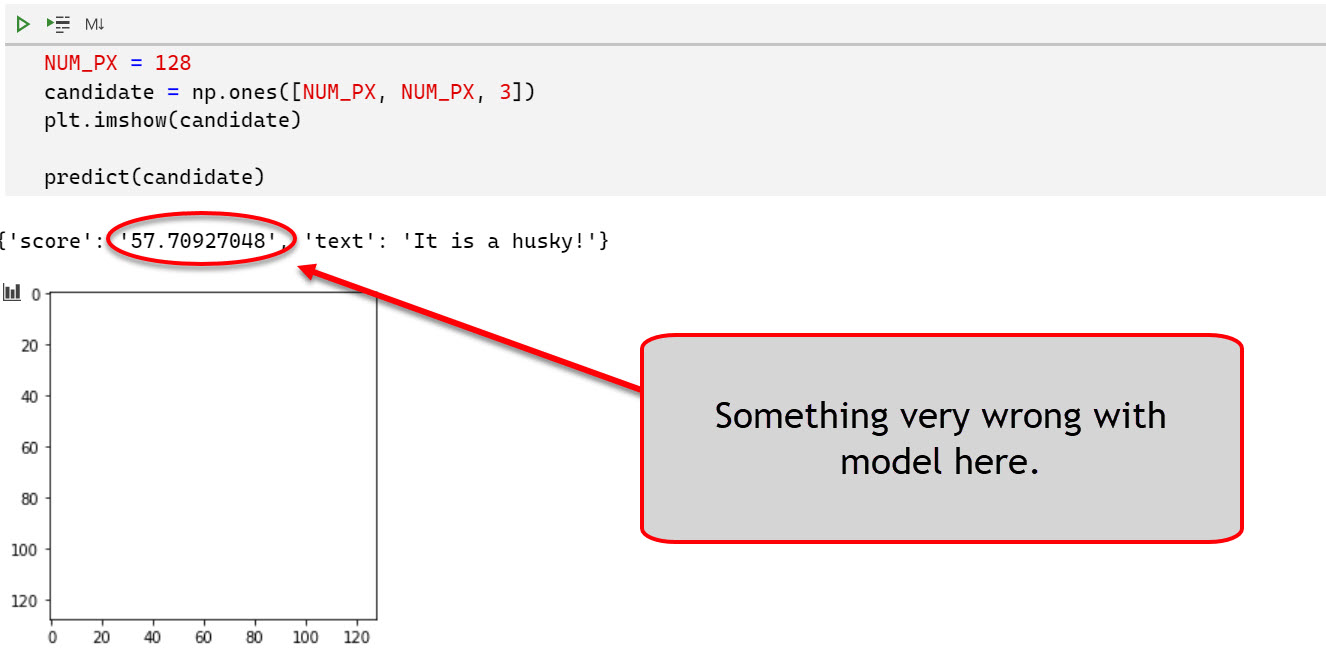 M↓
NUM_PX = 128
candidate = np.ones([NUM_PX, NUM_PX, 3])
plt.imshow(candidate)
predict(candidate)
{'score': '57.70927048', 'text': 'It is a husky!'}
0
20
40
60
80
100
120
0 20 40 60 80 100 120
Something very wrong with
model here.